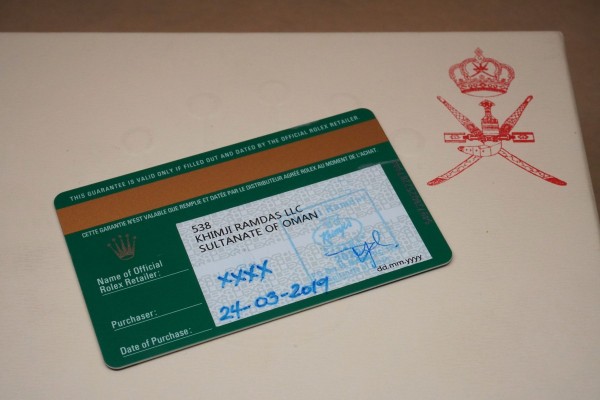 THIS GUARANTEE IS VALID ONLY IF FILLED OUT AND DATED BY THE OFFICIAL ROLEX RETAILER.
CETTE GARANTIE N'EST VALABLE QUE REMPLIE ET DATÉE PAR LE DISTRIBUTEUR AGRÉÉ ROLEX AU MOMENT DE L'ACHAT.
538
KHIMJI RAMDAS LLC
SULTANATE OF OMAN
Name of Official
Rolex Retailer:
XXXX
Purchaser:
24-03-2019
Date of Purchase:
dd.mm.yyyy